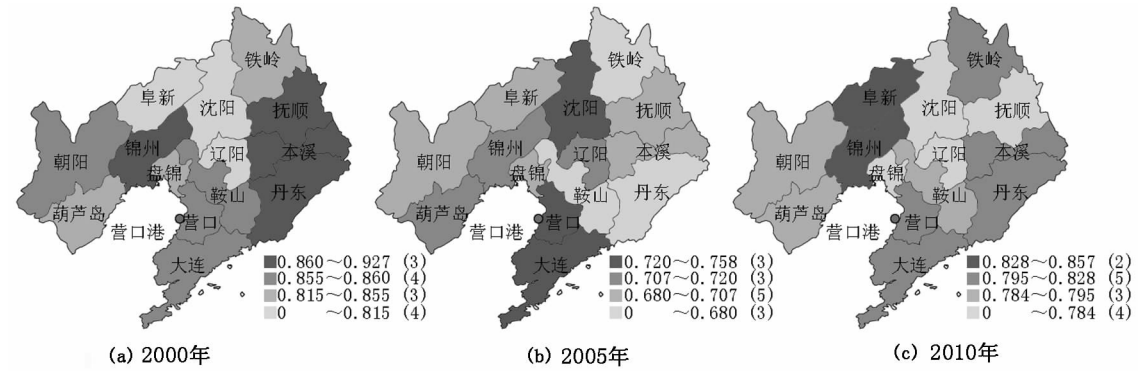 铁岭
阜新
沈阳
抚顺
朝阳
锦州
辽阳
本溪
盘锦
鞍山
丹东
葫芦岛
营口港
营口
大连
0.860～0.927 (3)
0.855～0.860 (4)
0.815～0.855 (3)
0 ～0.815 (4)
(a) 2000年
铁岭
阜新
沈阳
抚顺
朝阳
锦州
辽阳
本溪
盘锦
鞍山
丹东
葫芦岛
营口港
营口
大连
0.720～0.758 (3)
0.707～0.720 (3)
0.680～0.707 (5)
0 ～0.680 (3)
(b) 2005年
铁岭
阜新
沈阳
抚顺
朝阳
锦州
辽阳
本溪
盘锦
鞍山
丹东
葫芦岛
营口港
营口
大连
0.828～0.857 (2)
0.795～0.828 (5)
0.784～0.795 (3)
0 ～0.784 (4)
(c) 2010年